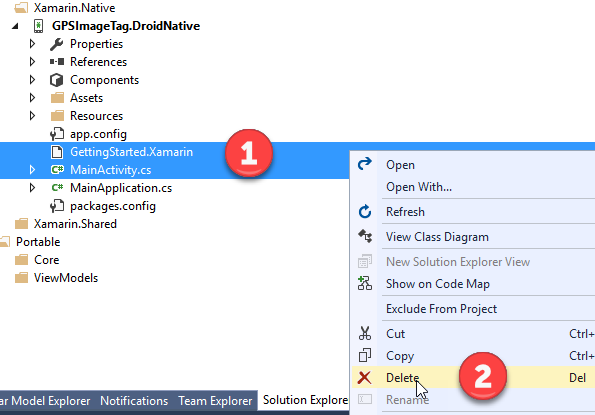 Xamarin.Native
GPSImageTag.DroidNative
Properties
References
Components
Assets
Resources
app.config
GettingStarted.Xamarin
1
MainActivity.cs
C#
MainApplication.cs
C#
packages.config
Xamarin.Shared
Portable
Core
ViewModels
Open
Open With...
Refresh
View Class Diagram
New Solution Explorer View
Show on Code Map
Exclude From Project
Cut Ctrl+
Copy Ctrl+
Delete Del
2
Rename
ar Model Explorer Notifications Team Explorer Solution Explore